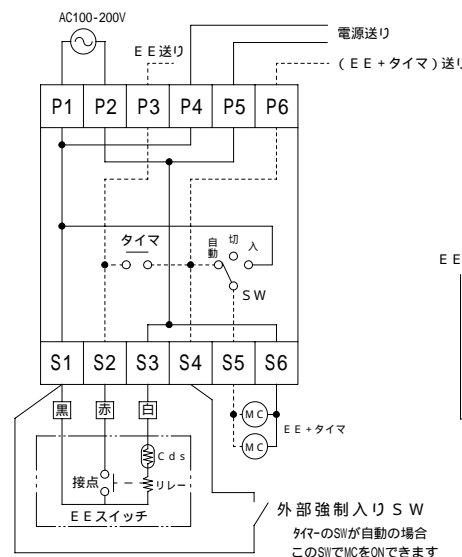 AC100-200V
EE送り
電源送り
(EE+タイマ)送り
P1 P2 P3 P4 P5 P6
タイマ
自動
切
入
SW
EE
S1 S2 S3 S4 S5 S6
黒
赤
白
MC
MC
EE+タイマ
Cds
接点
リレー
EEスイッチ
外部強制入りSW
タイマーのSWが自動の場合
このSWでMCをONできます